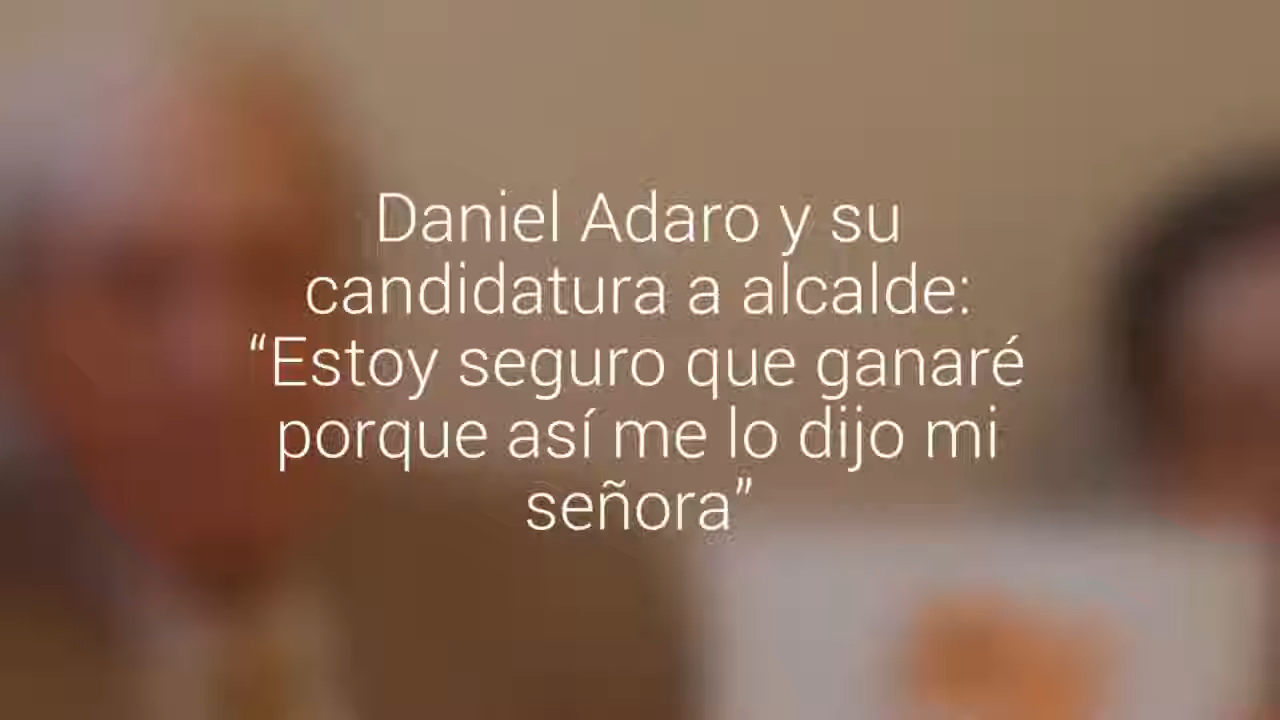 Daniel Adaro y su
candidatura a alcalde:
“Estoy seguro que ganaré
porque así me lo dijo mi
señora”